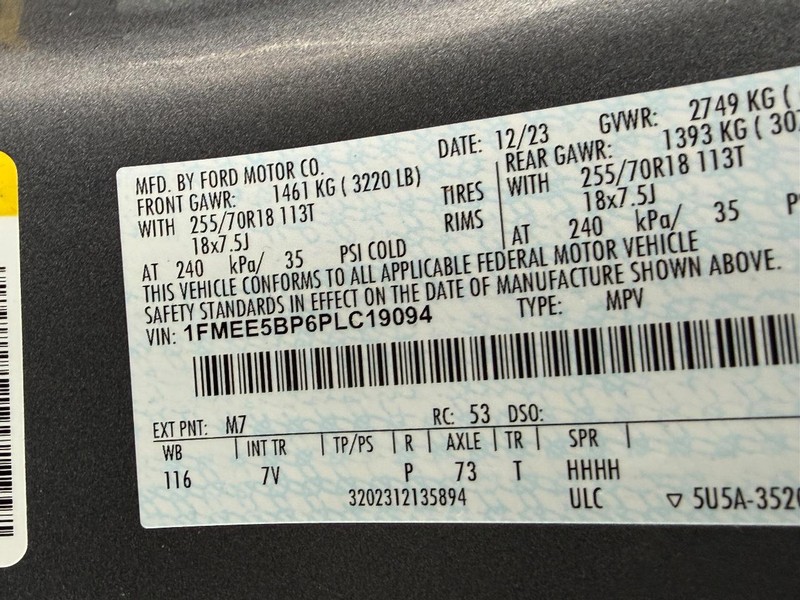 MFD. BY FORD MOTOR CO. DATE: 12/23 GVWR: 2749 KG (
FRONT GAWR: 1461 KG ( 3220 LB) REAR GAWR: 1393 KG ( 307
WITH 255/70R18 113T TIRES WITH 255/70R18 113T
18x7.5J RIMS 18x7.5J
AT 240 kPa/ 35 PSI COLD AT 240 kPa/ 35 P
THIS VEHICLE CONFORMS TO ALL APPLICABLE FEDERAL MOTOR VEHICLE
SAFETY STANDARDS IN EFFECT ON THE DATE OF MANUFACTURE SHOWN ABOVE.
VIN: 1FMEE5BP6PLC19094 TYPE: MPV
EXT PNT: M7 RC: 53 DSO:
WB INT TR TP/PS R AXLE TR SPR
116 7V P 73 T HHHH
3202312135894 ULC ▽ 5U5A-3520